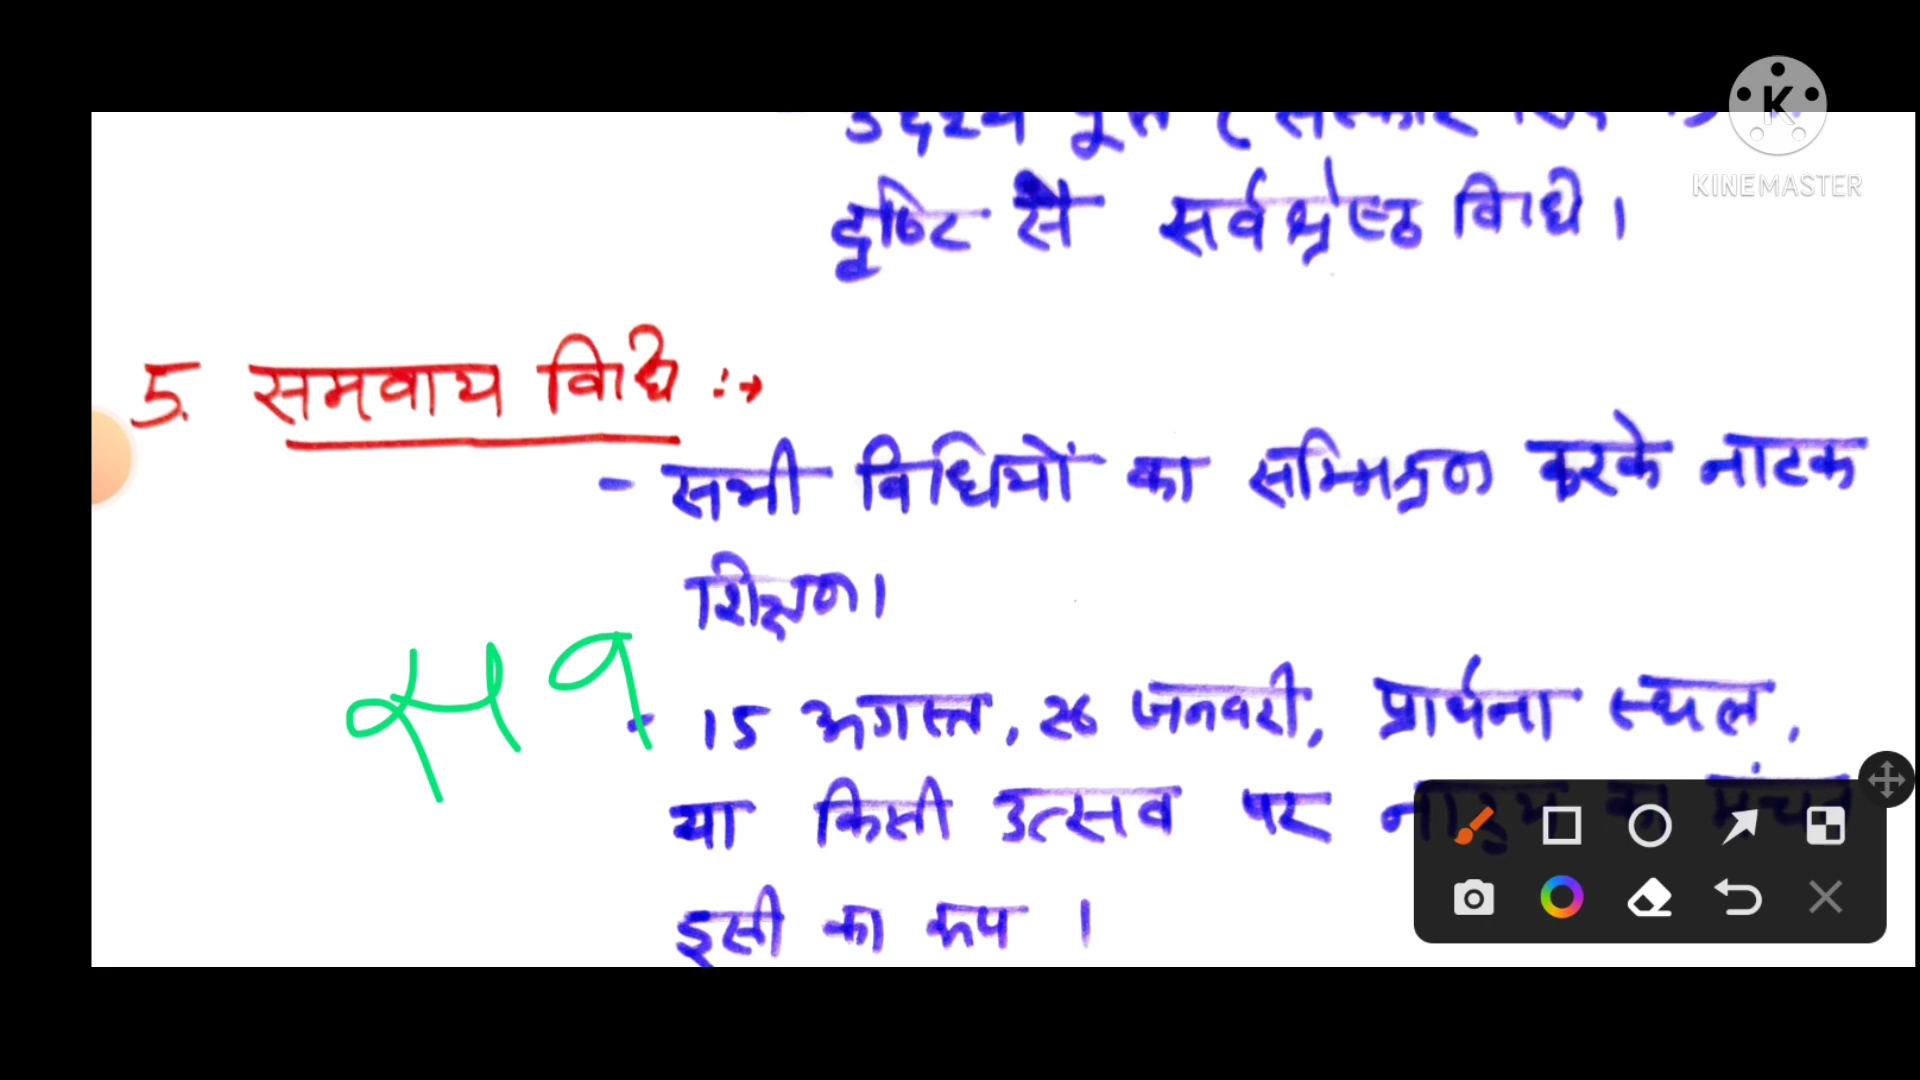 दृष्टि से सर्वश्रेष्ठ विधि।
KINEMASTER
5. समवाय विधि :→
- सभी विधियों का सम्मिश्रण करके नाटक
शिक्षण।
- 15 अगस्त, 26 जनवरी, प्रार्थना स्थल,
या किसी उत्सव पर
इसी का रूप ।